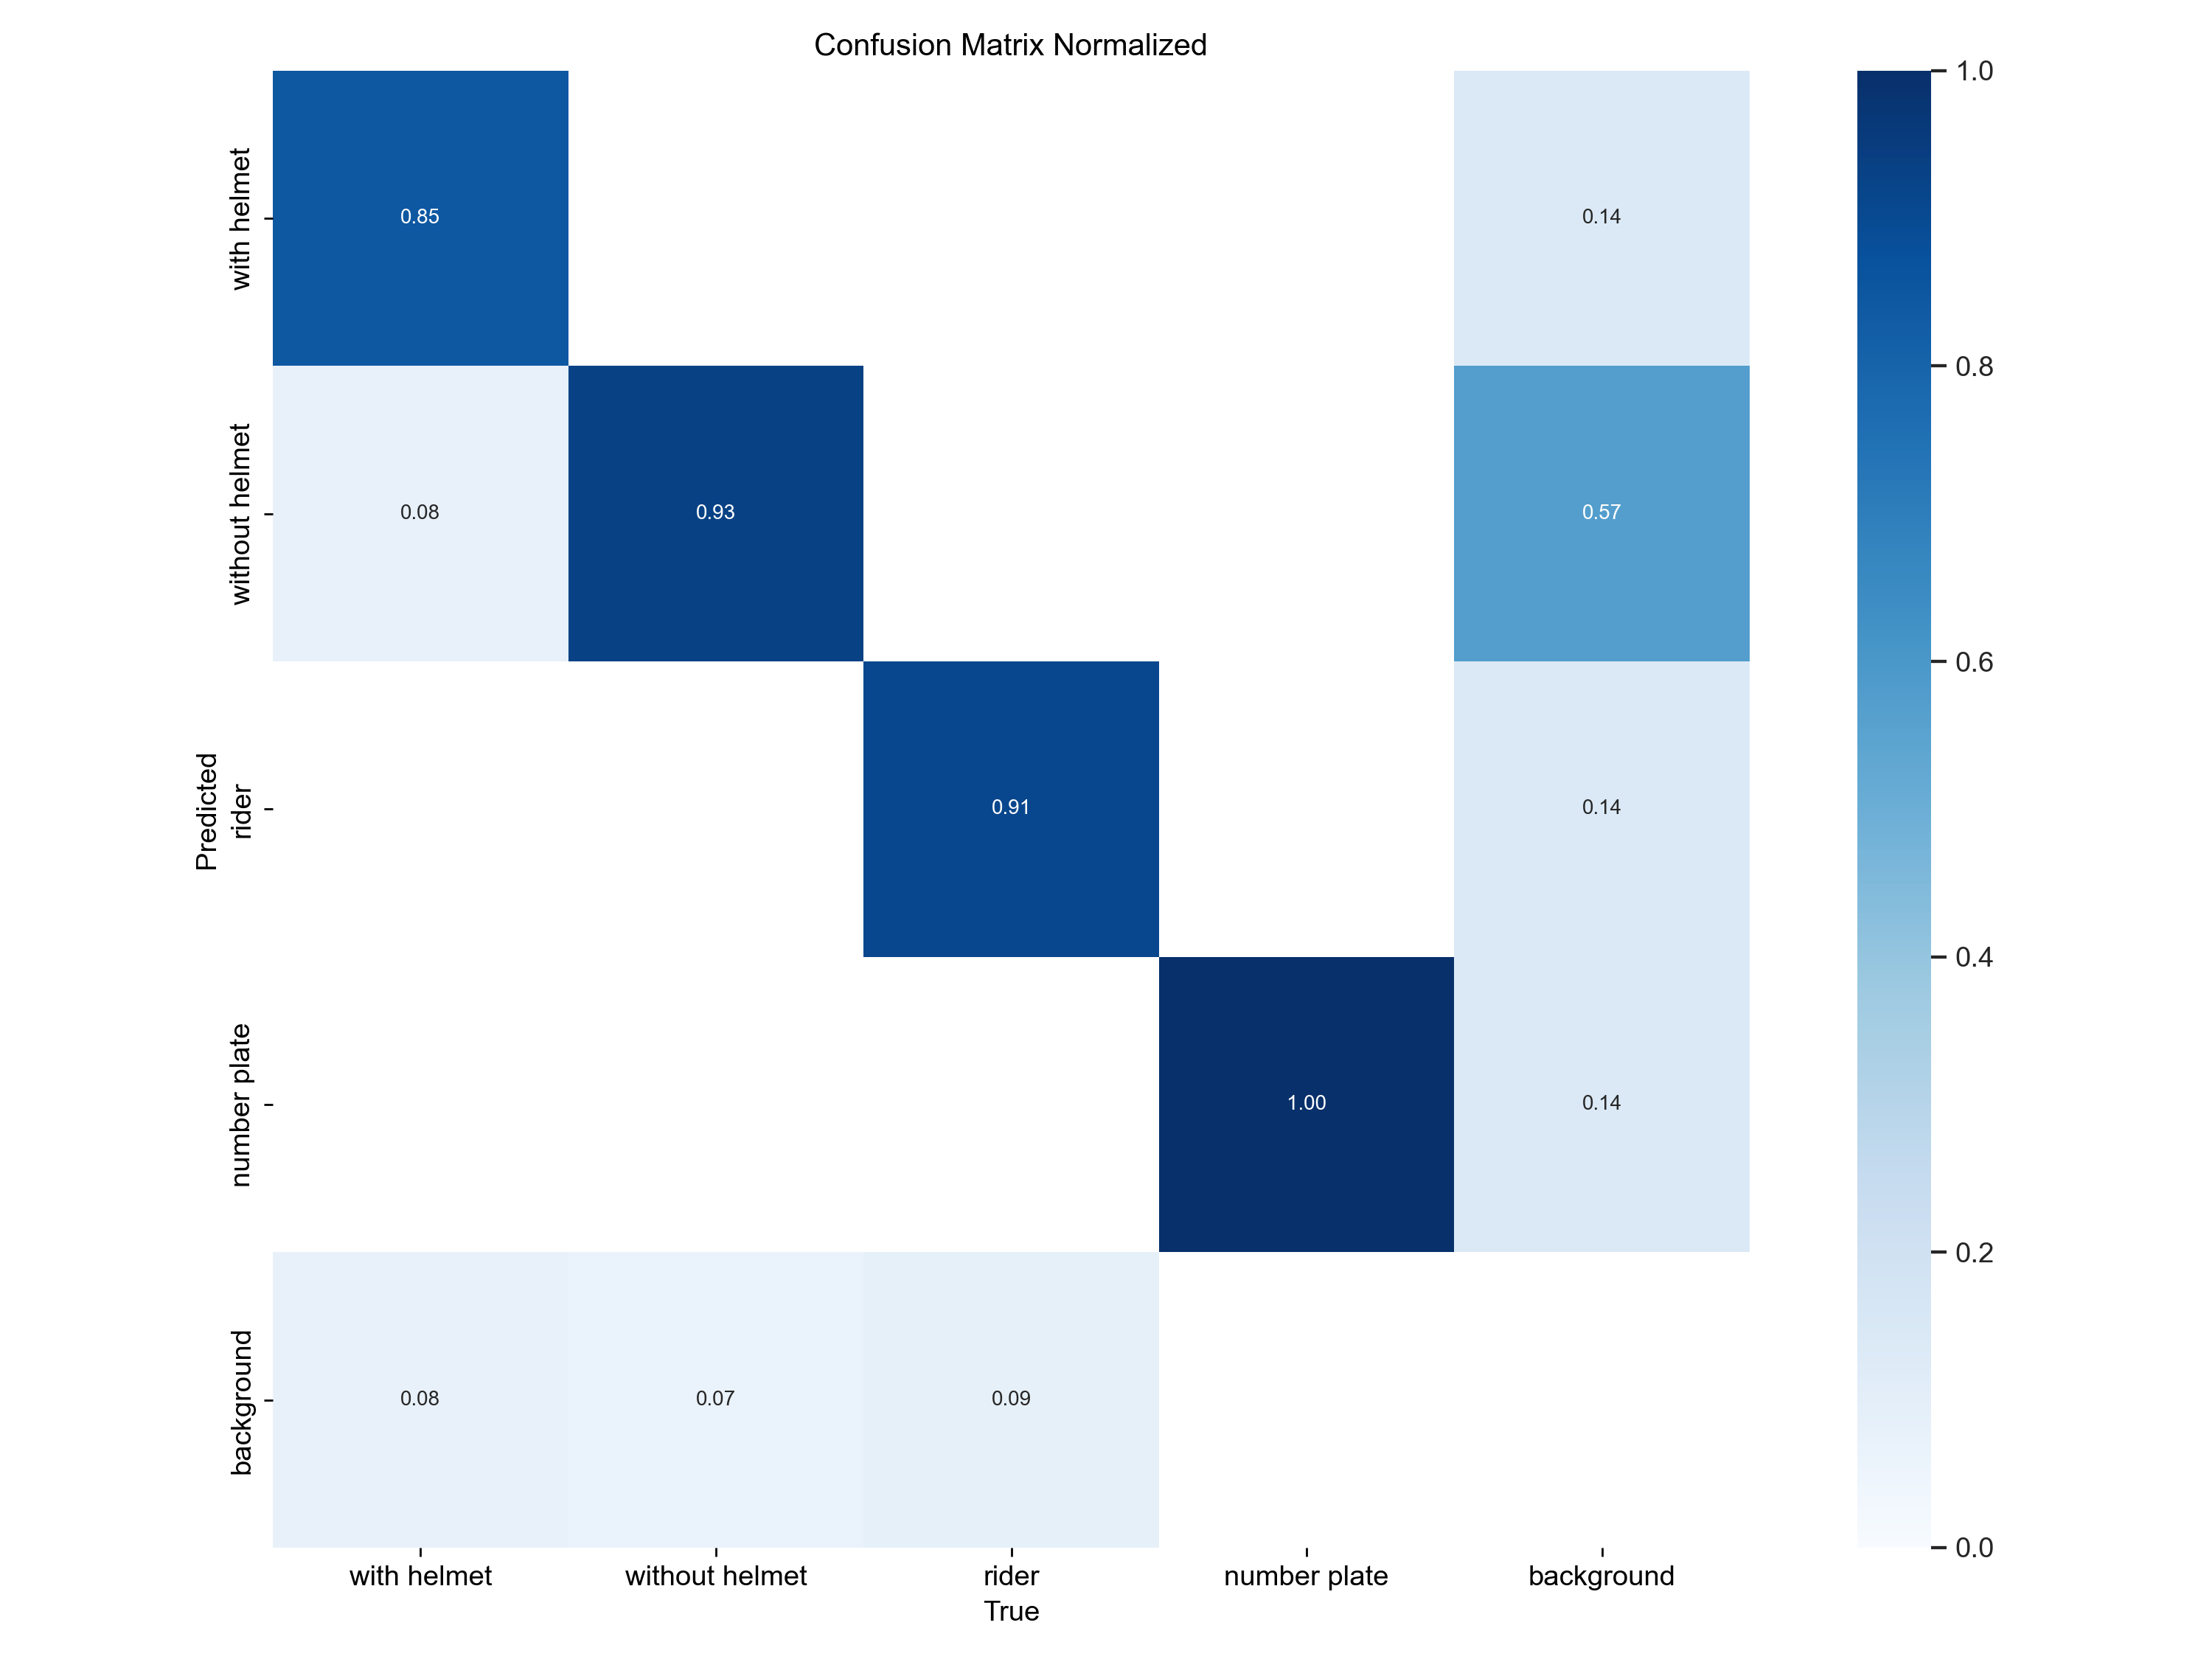 Confusion Matrix Normalized
with helmet
0.85
0.14
1.0
0.8
without helmet
0.08
0.93
0.57
0.6
Predicted
rider
0.91
0.14
0.4
number plate
1.00
0.14
0.2
background
0.08
0.07
0.09
0.0
with helmet
without helmet
rider
number plate
background
True